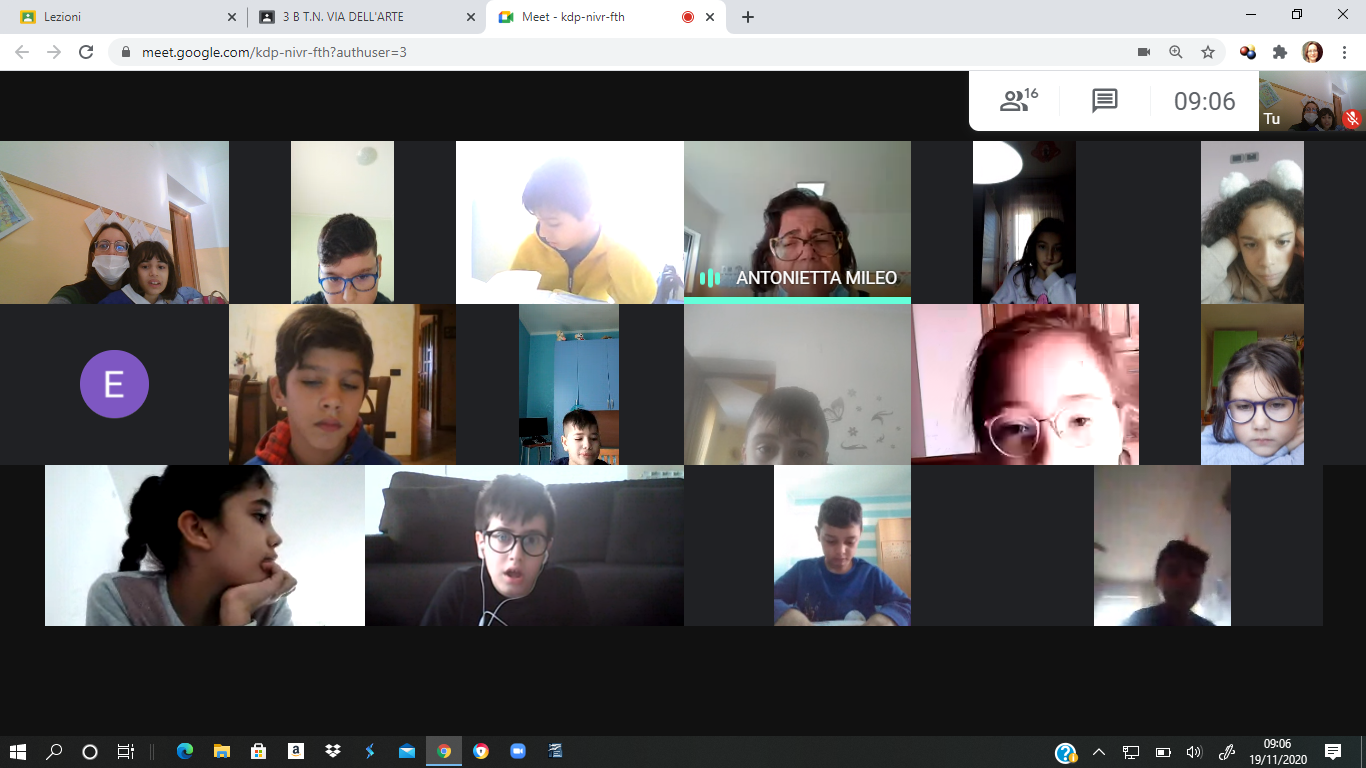 Lezioni
3 B T.N. VIA DELL'ARTE
Meet - kdp-nivr-fth
meet.google.com/kdp-nivr-fth?authuser=3
16
09:06
Tu
ANTONIETTA MILEO
E
a
?
09:06
19/11/2020